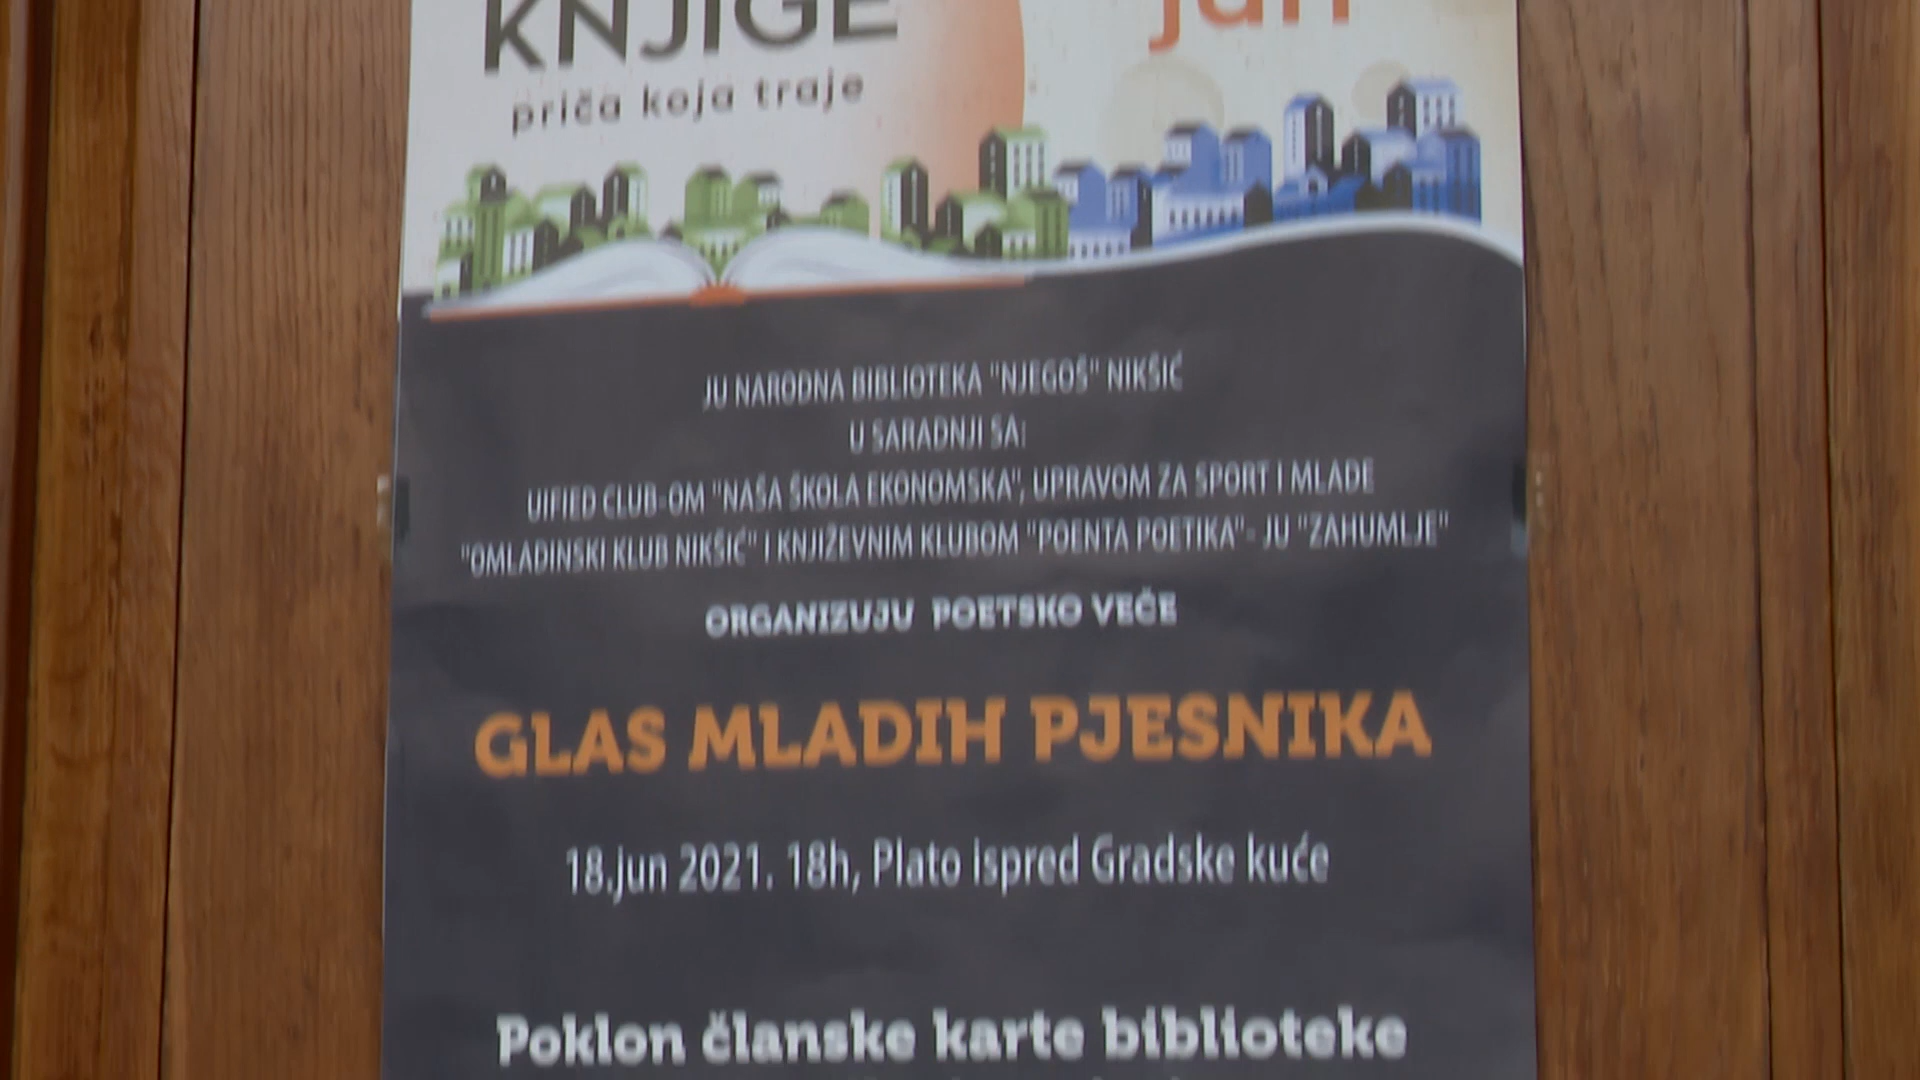 KNJIGE
jun
priča koja traje
JU NARODNA BIBLIOTEKA "NJEGOŠ" NIKŠIĆ
U SARADNJI SA:
UIFIED CLUB-OM "NAŠA ŠKOLA EKONOMSKA", UPRAVOM ZA SPORT I MLADE
"OMLADINSKI KLUB NIKŠIĆ" I KNJIŽEVNIM KLUBOM "POENTA POETIKA"- JU "ZAHUMLJE"
ORGANIZUJU POETSKO VEČE
GLAS MLADIH PJESNIKA
18.jun 2021. 18h, Plato ispred Gradske kuće
Poklon članske karte biblioteke